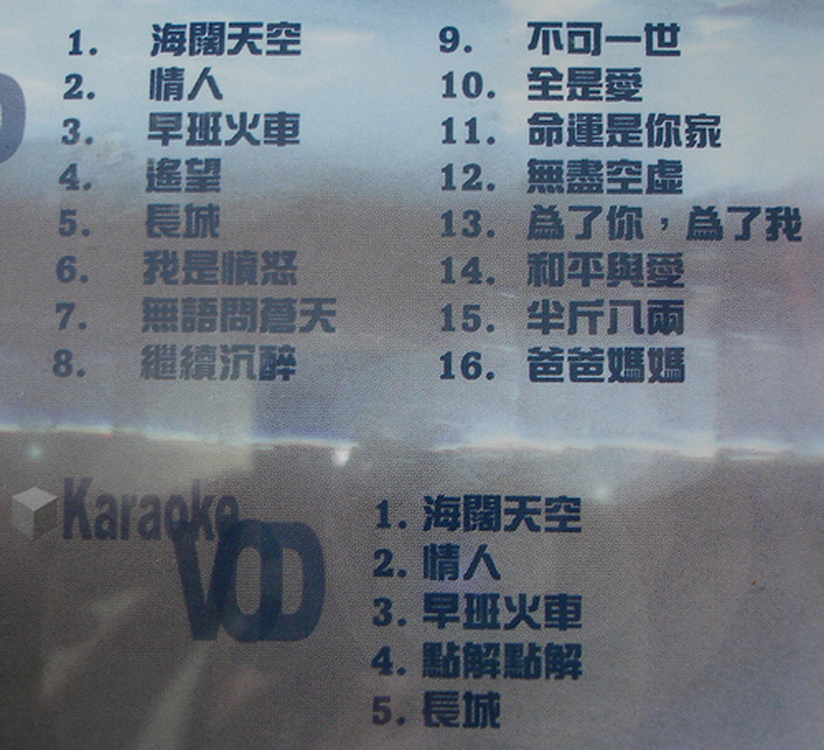 1. 海闊天空
2. 情人
3. 早班火車
4. 遙望
5. 長城
6. 我是憤怒
7. 無語問蒼天
8. 繼續沉醉
9. 不可一世
10. 全是愛
11. 命運是你家
12. 無盡空虛
13. 為了你，為了我
14. 和平與愛
15. 半斤八兩
16. 爸爸媽媽
Karaoke
VOD
1. 海闊天空
2. 情人
3. 早班火車
4. 點解點解
5. 長城